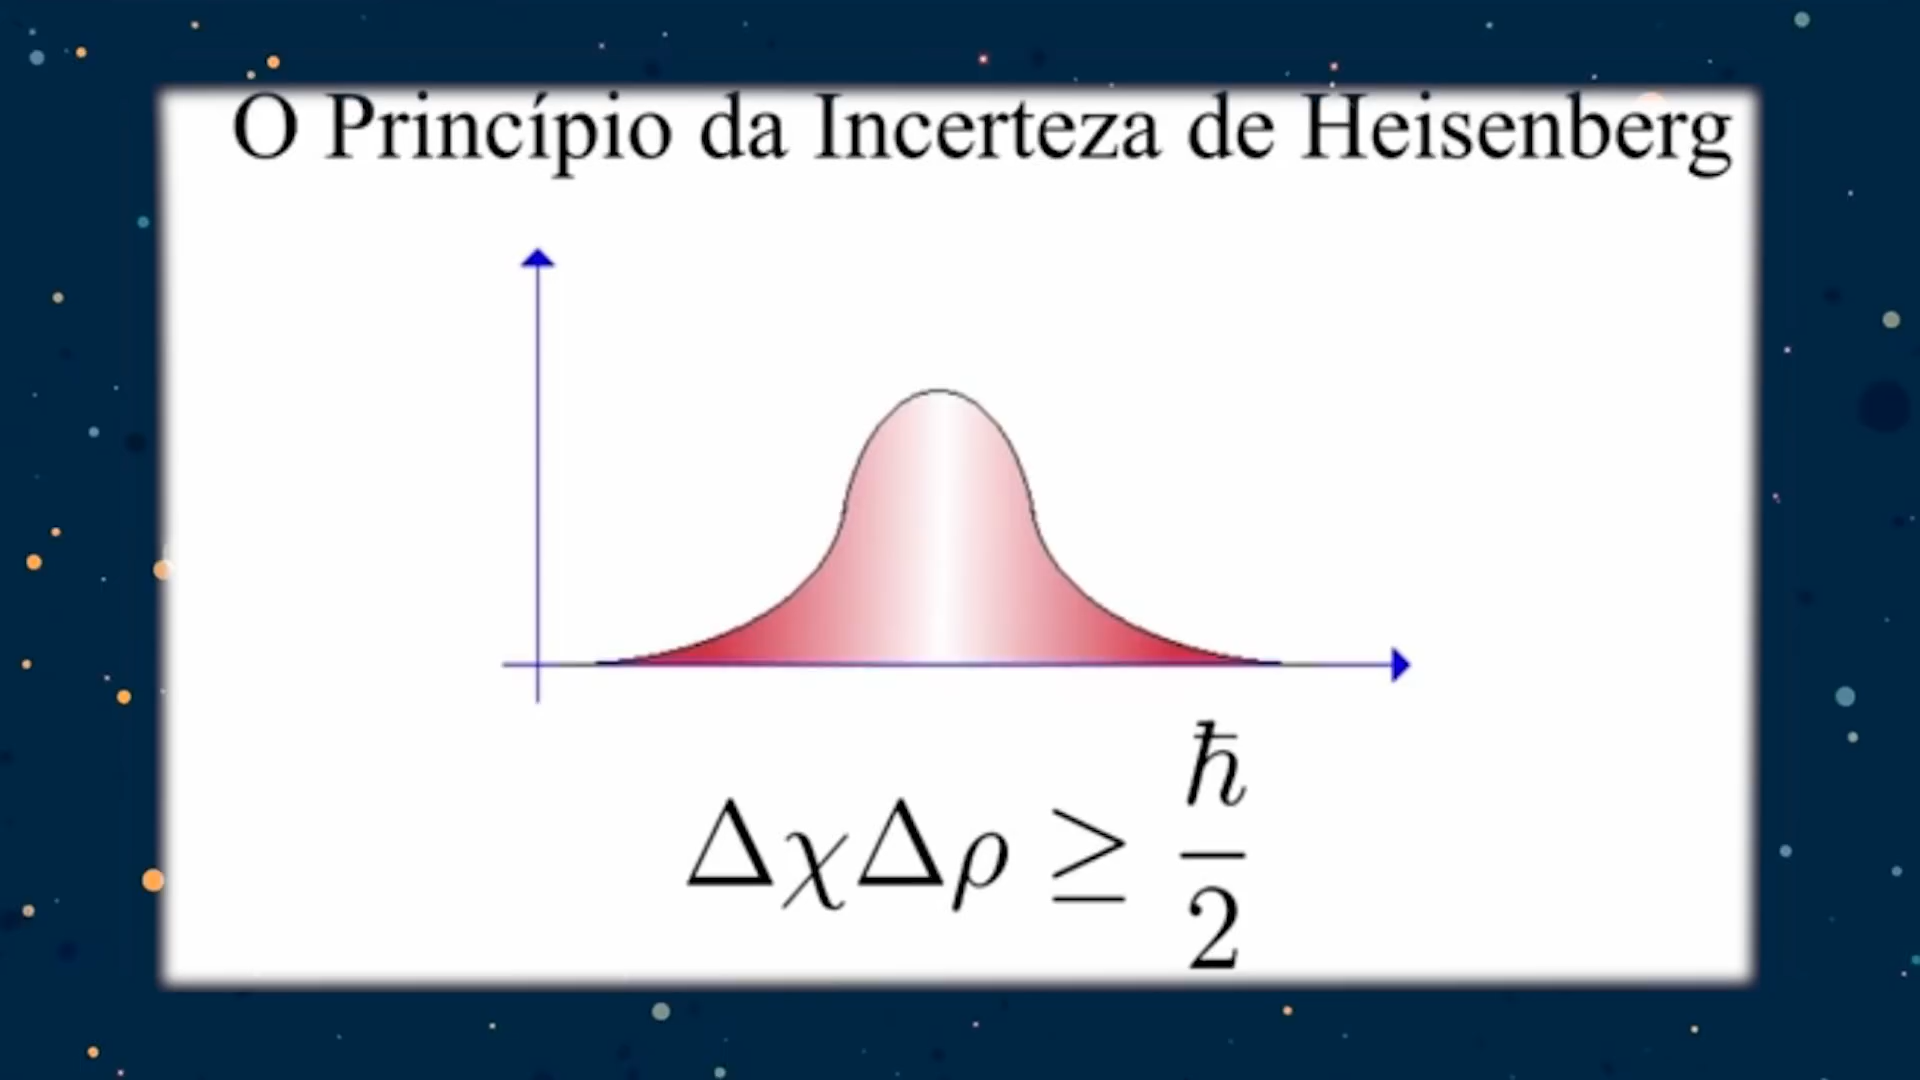 O Princípio da Incerteza de Heisenberg
ΔχΔρ ≥ ħ/2